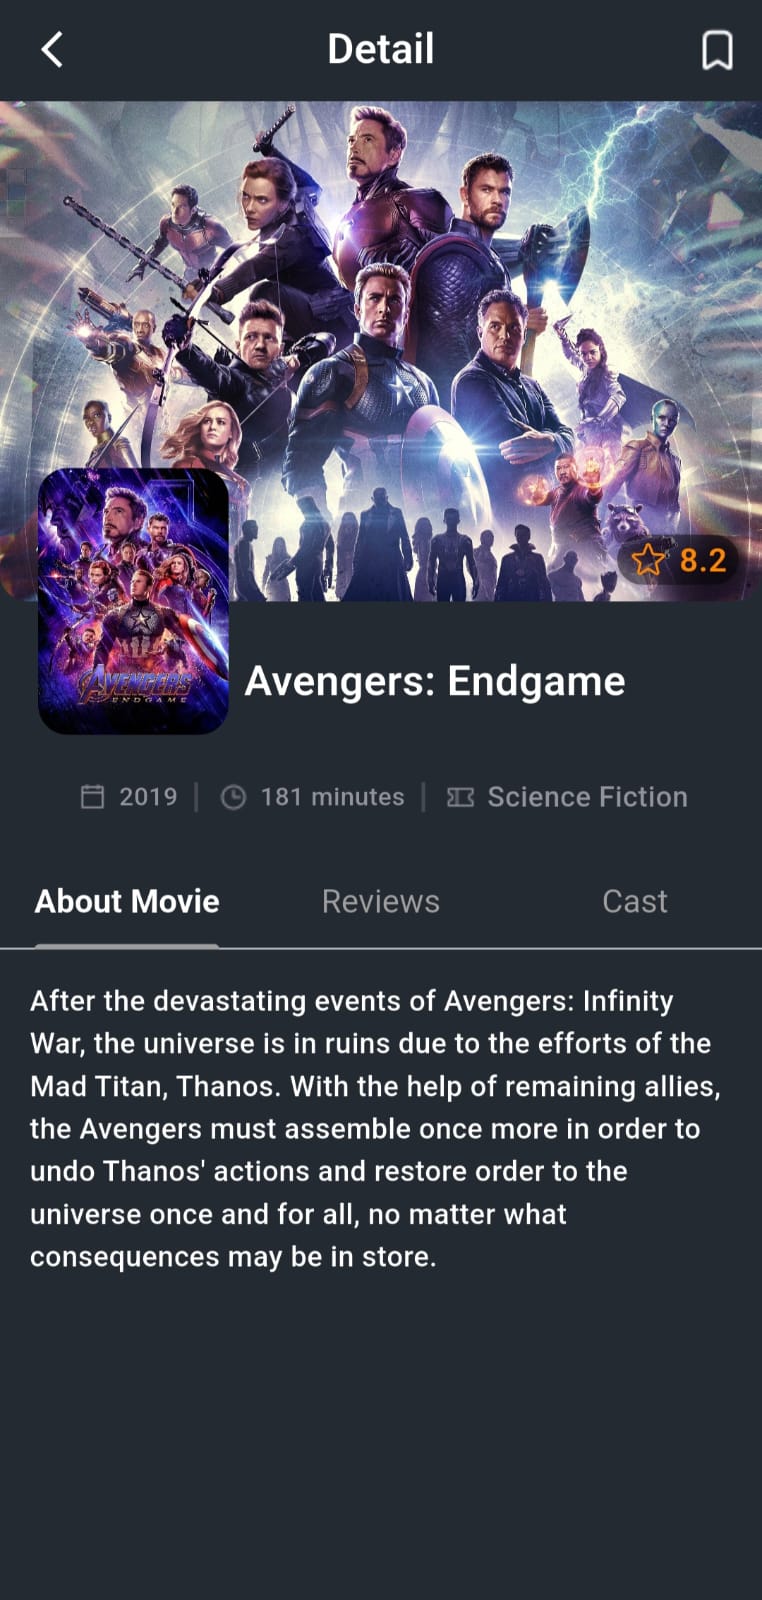 Detail
8.2
AVENGERS
ENDGAME
Avengers: Endgame
2019 | 181 minutes | Science Fiction
About Movie Reviews Cast
After the devastating events of Avengers: Infinity
War, the universe is in ruins due to the efforts of the
Mad Titan, Thanos. With the help of remaining allies,
the Avengers must assemble once more in order to
undo Thanos' actions and restore order to the
universe once and for all, no matter what
consequences may be in store.